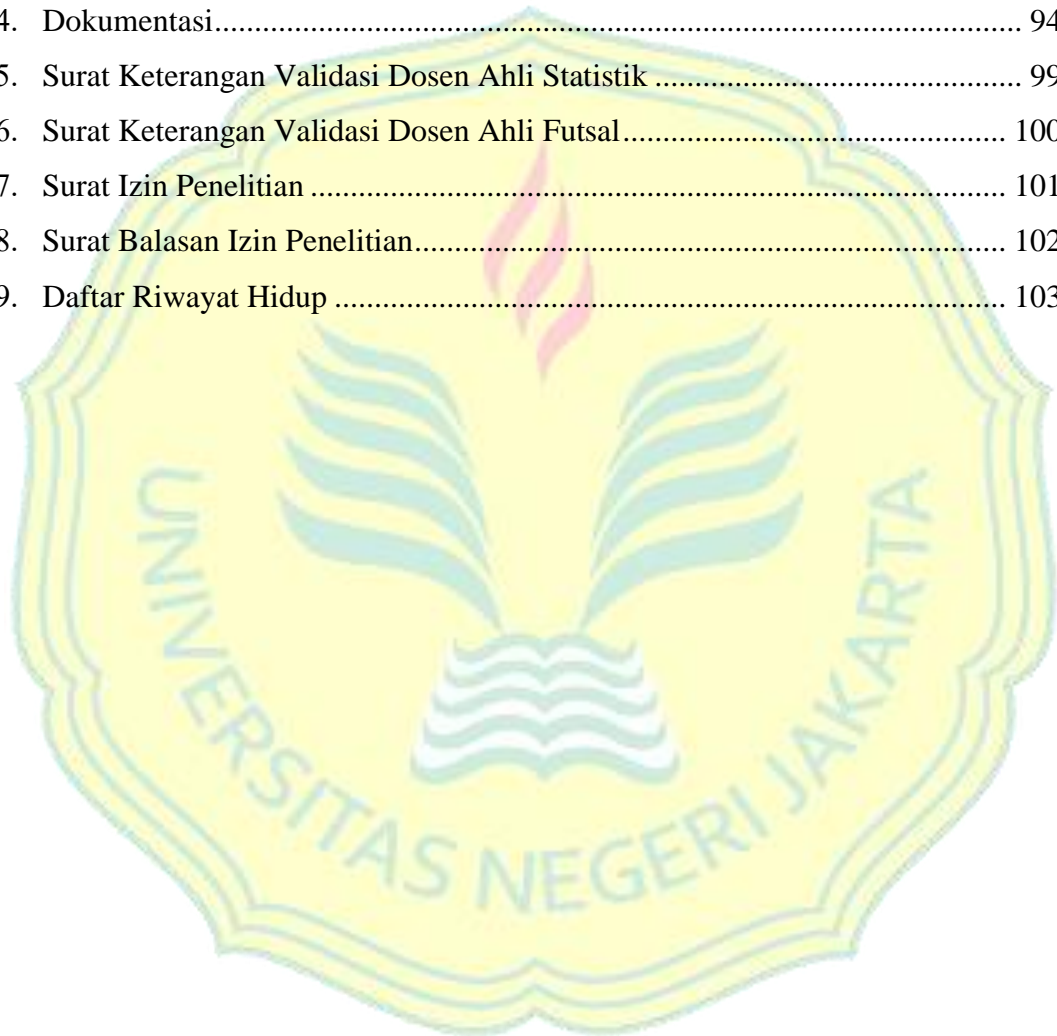 4. Dokumentasi.......................................................................................................... 94
5. Surat Keterangan Validasi Dosen Ahli Statistik ................................................ 99
6. Surat Keterangan Validasi Dosen Ahli Futsal.................................................. 100
7. Surat Izin Penelitian ........................................................................................... 101
8. Surat Balasan Izin Penelitian.............................................................................. 102
9. Daftar Riwayat Hidup ........................................................................................ 103
UNIVERSITAS NEGERI JAKARTA